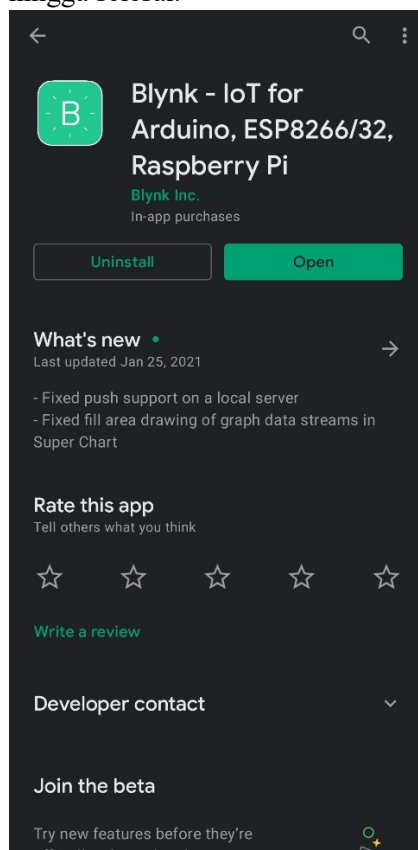 B
Blynk - IoT for
Arduino, ESP8266/32,
Raspberry Pi
Blynk Inc.
In-app purchases
Uninstall
Open
What's new
Last updated Jan 25, 2021
- Fixed push support on a local server
- Fixed fill area drawing of graph data streams in
Super Chart
Rate this app
Tell others what you think
Write a review
Developer contact
Join the beta
Try new features before they're